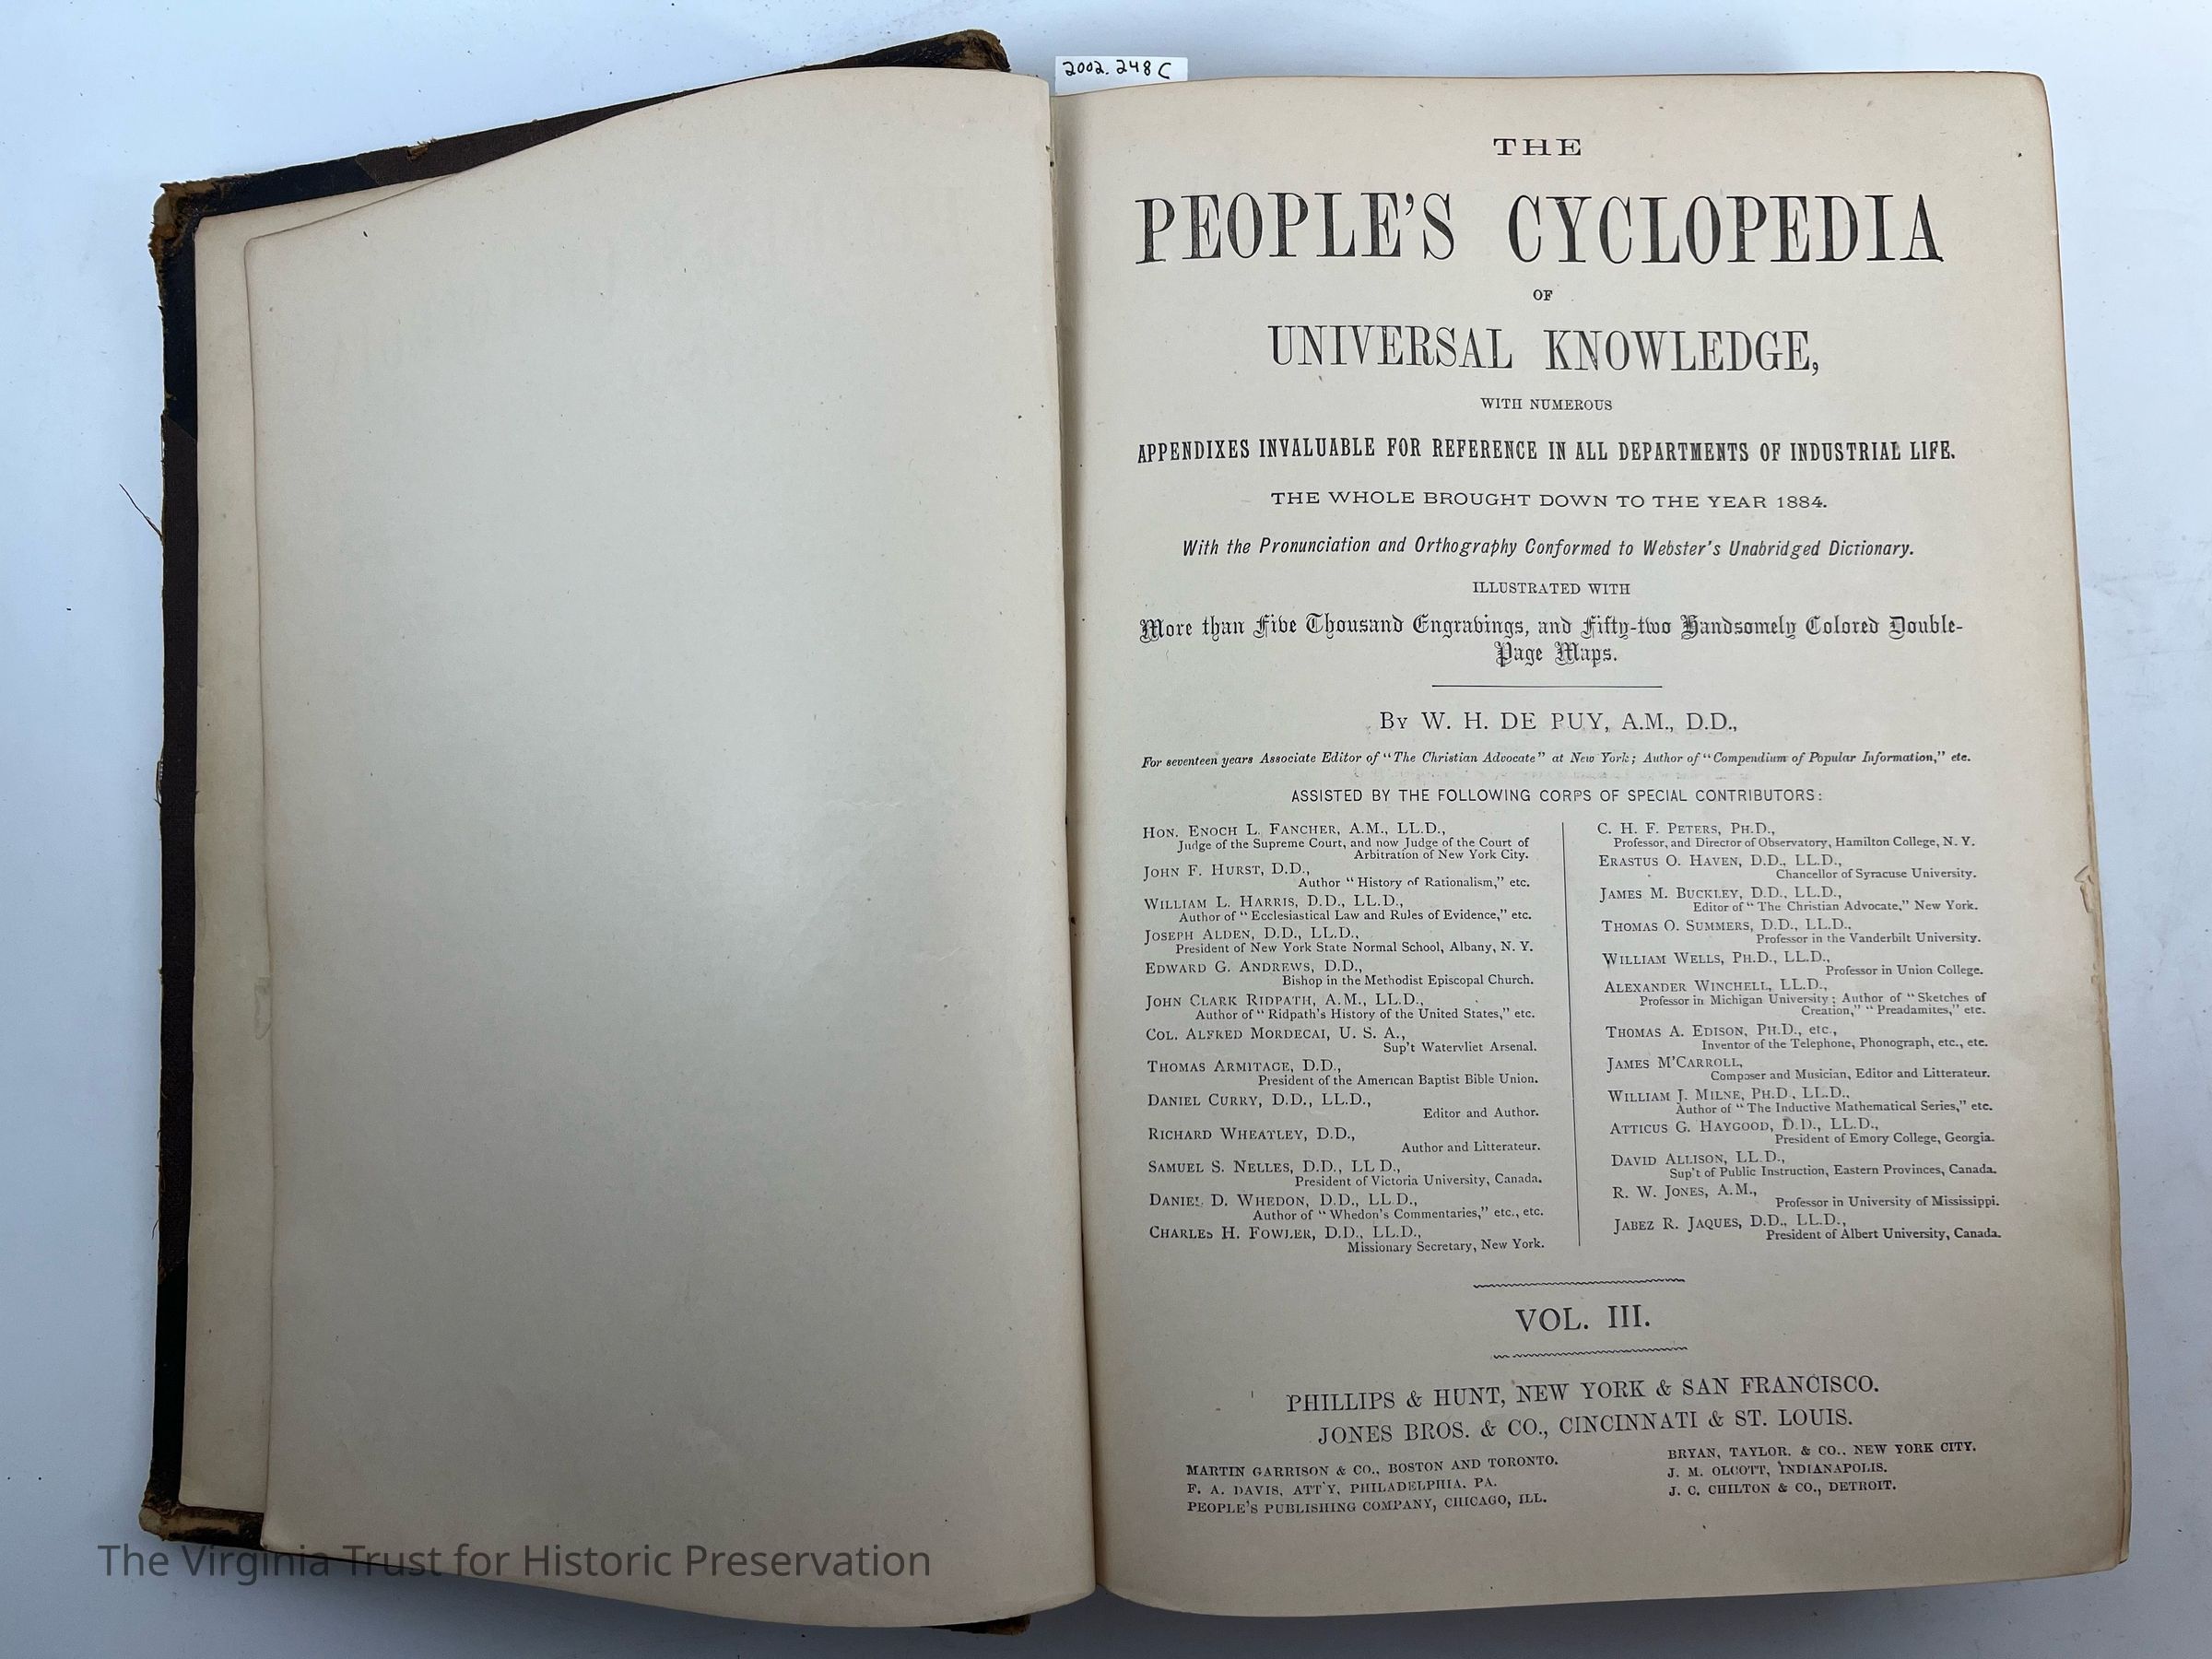 2002.248C
THE
PEOPLE'S CYCLOPEDIA
OF
UNIVERSAL KNOWLEDGE,
WITH NUMEROUS
APPENDIXES INVALUABLE FOR REFERENCE IN ALL DEPARTMENTS OF INDUSTRIAL LIFE.
THE WHOLE BROUGHT DOWN TO THE YEAR 1884.
With the Pronunciation and Orthography Conformed to Webster's Unabridged Dictionary.
ILLUSTRATED WITH
More than Five Thousand Engravings, and Fifty-two Handsomely Colored Double-
Page Maps.
BY W. H. DE PUY, A.M., D.D.,
For seventeen years Associate Editor of "The Christian Advocate" at New York; Author of "Compendium of Popular Information," etc.
ASSISTED BY THE FOLLOWING CORPS OF SPECIAL CONTRIBUTORS:
HON. ENOCH L. FANCHER, A.M., LL.D.,
Judge of the Supreme Court, and now Judge of the Court of
Arbitration of New York City.
JOHN F. HURST, D.D.,
Author "History of Rationalism," etc.
WILLIAM L. HARRIS, D.D., LL.D.,
Author of "Ecclesiastical Law and Rules of Evidence," etc.
JOSEPH ALDEN, D.D., LL.D.,
President of New York State Normal School, Albany, N. Y.
EDWARD G. ANDREWS, D.D.,
Bishop in the Methodist Episcopal Church.
JOHN CLARK RIDPATH, A.M., LL.D.,
Author of "Ridpath's History of the United States," etc.
COL. ALFRED MORDECAI, U. S. A.,
Sup't Watervliet Arsenal.
THOMAS ARMITAGE, D.D.,
President of the American Baptist Bible Union.
DANIEL CURRY, D.D., LL.D.,
Editor and Author.
RICHARD WHEATLEY, D.D.,
Author and Litterateur.
SAMUEL S. NELLES, D.D., LL D.,
President of Victoria University, Canada.
DANIEL D. WHEDON, D.D., LL.D.,
Author of "Whedon's Commentaries," etc., etc.
CHARLES H. FOWLER, D.D., LL.D.,
Missionary Secretary, New York.
C. H. F. PETERS, PH.D.,
Professor, and Director of Observatory, Hamilton College, N. Y.
ERASTUS O. HAVEN, D.D., LL.D.,
Chancellor of Syracuse University.
JAMES M. BUCKLEY, D.D., LL.D.,
Editor of "The Christian Advocate," New York.
THOMAS O. SUMMERS, D.D., LL.D.,
Professor in the Vanderbilt University.
WILLIAM WELLS, PH.D., LL.D.,
Professor in Union College.
ALEXANDER WINCHELL, LL.D.,
Professor in Michigan University; Author of "Sketches of
Creation," "Preadamites," etc.
THOMAS A. EDISON, PH.D., etc.,
Inventor of the Telephone, Phonograph, etc., etc.
JAMES M'CARROLL,
Composer and Musician, Editor and Litterateur.
WILLIAM J. MILNE, PH.D., LL.D.,
Author of "The Inductive Mathematical Series," etc.
ATTICUS G. HAYGOOD, D.D., LL.D.,
President of Emory College, Georgia.
DAVID ALLISON, LL.D.,
Sup't of Public Instruction, Eastern Provinces, Canada.
R. W. JONES, A.M.,
Professor in University of Mississippi.
JABEZ R. JAQUES, D.D., LL.D.,
President of Albert University, Canada.
VOL. III.
PHILLIPS & HUNT, NEW YORK & SAN FRANCISCO.
JONES BROS. & CO., CINCINNATI & ST. LOUIS.
MARTIN GARRISON & CO., BOSTON AND TORONTO.
F. A. DAVIS, ATT'Y, PHILADELPHIA, PA.
PEOPLE'S PUBLISHING COMPANY, CHICAGO, ILL.
BRYAN, TAYLOR, & CO., NEW YORK CITY.
J. M. OLCOTT, INDIANAPOLIS.
J. C. CHILTON & CO., DETROIT.
The Virginia Trust for Historic Preservation